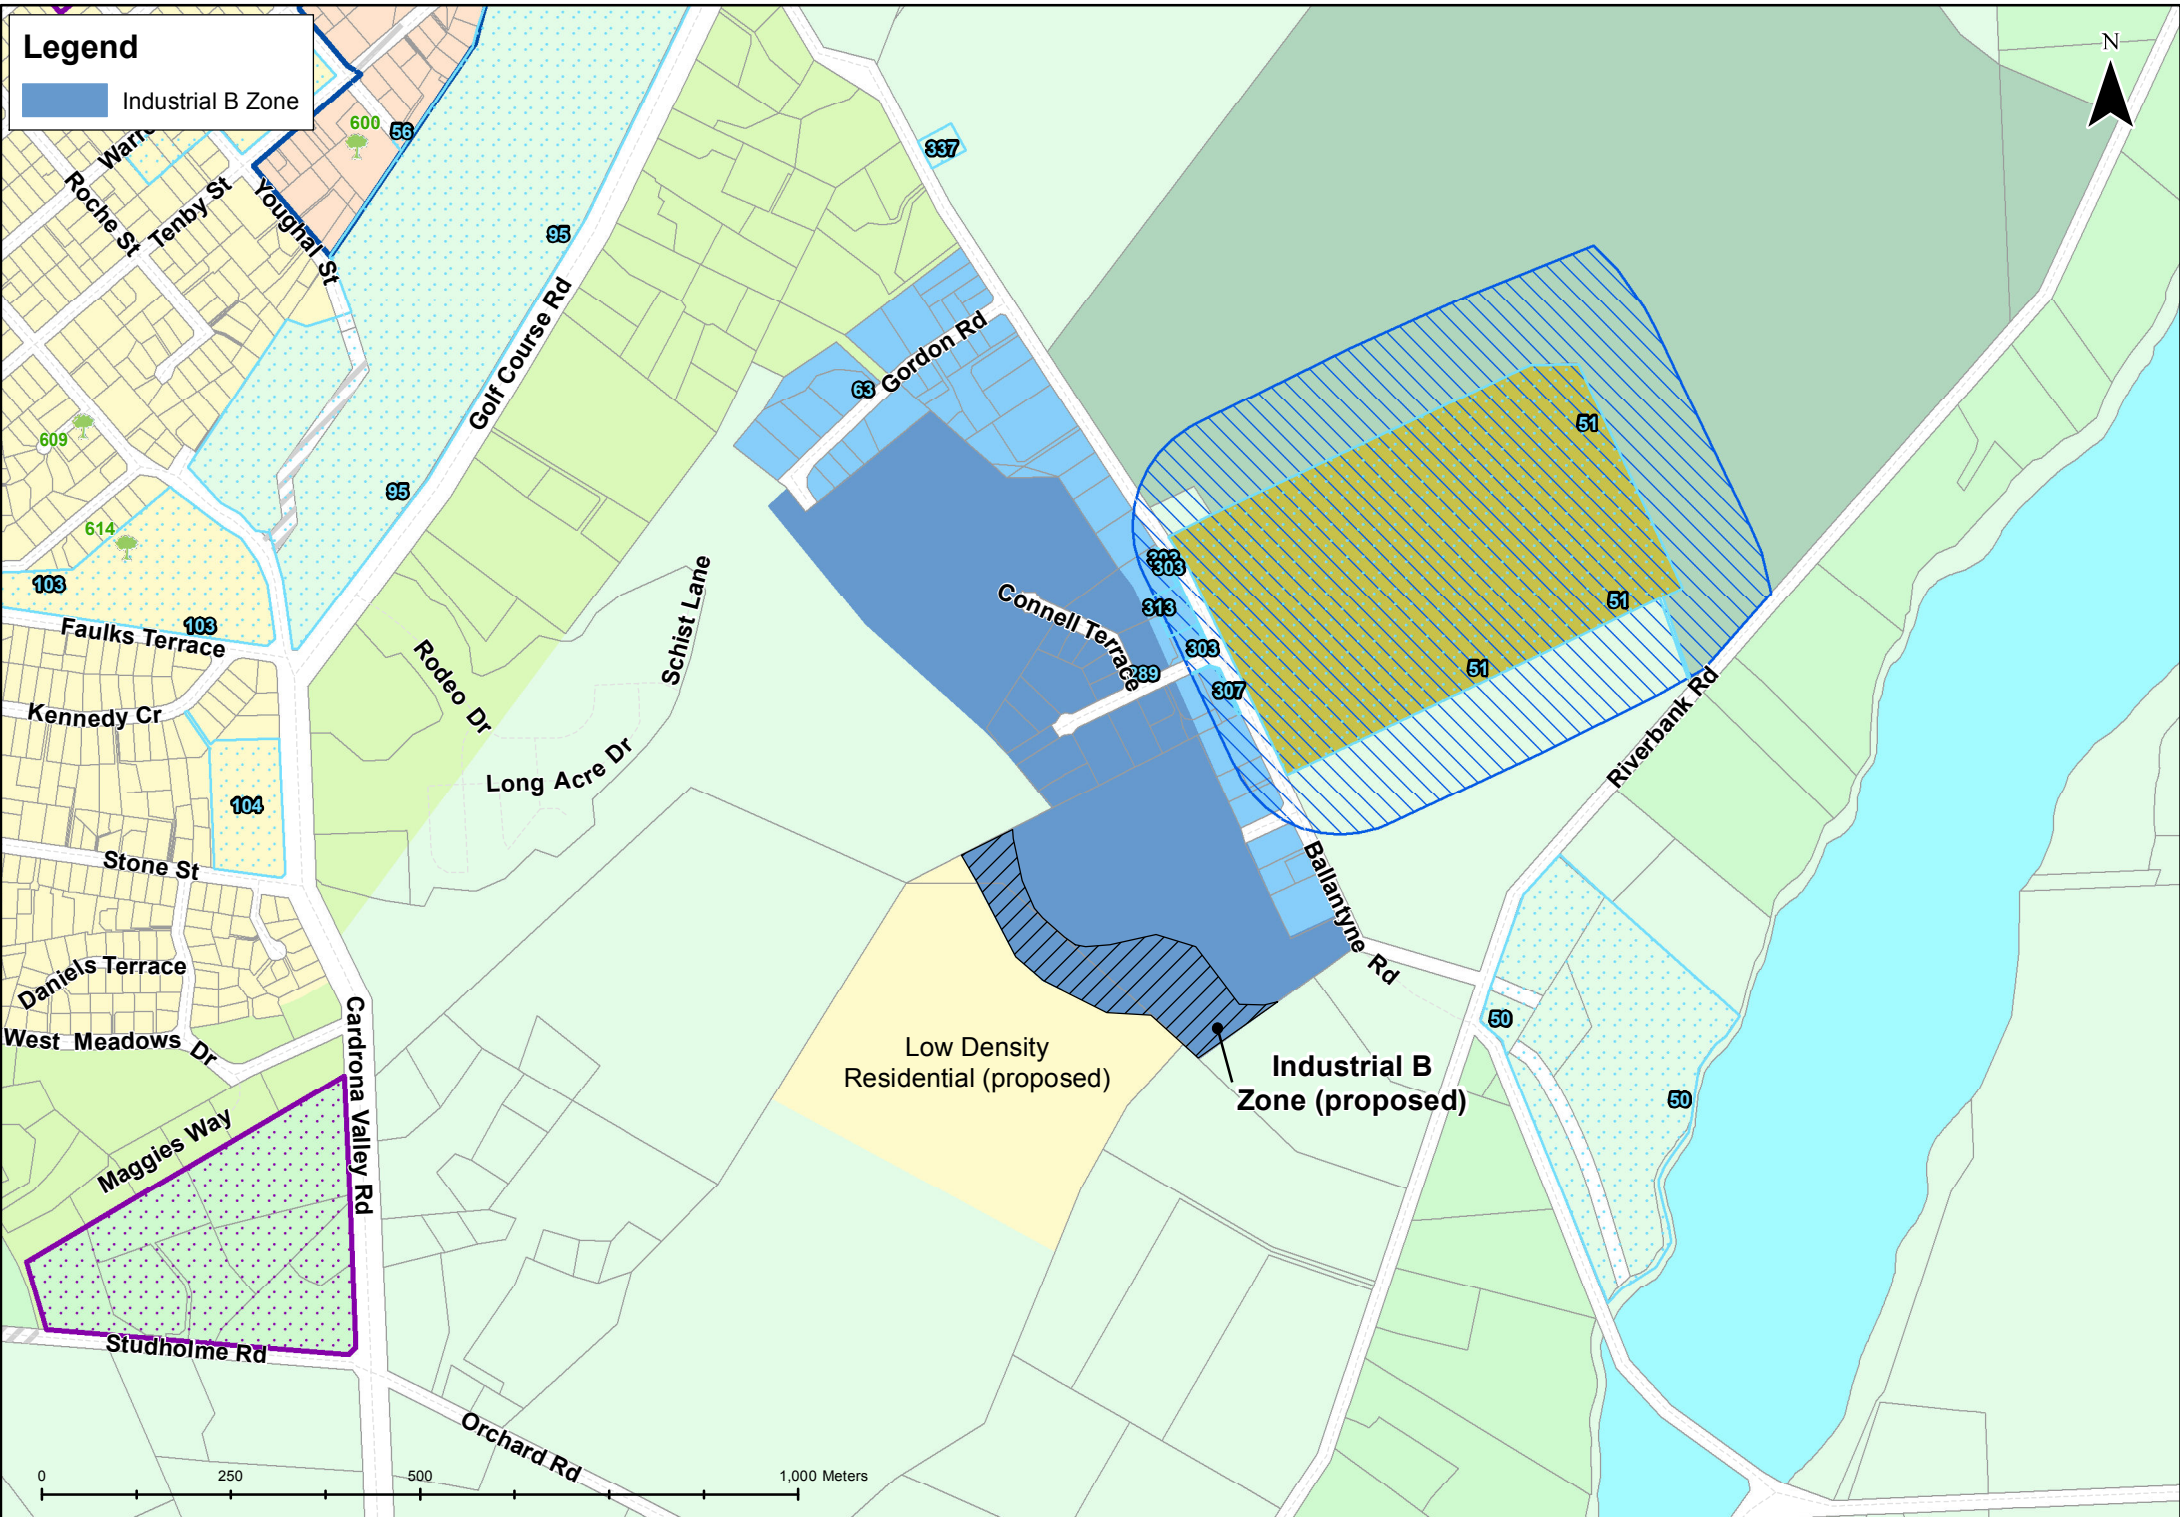 Legend
Industrial B Zone
N
600
56
337
Roche St
Tenby St
Youghal St
95
Golf Course Rd
Gordon Rd
63
609
51
95
614
103
303
303
313
51
Connell Terrace
Schist Lane
103
Faulks Terrace
303
289
307
51
Rodeo Dr
Kennedy Cr
Riverbank Rd
Long Acre Dr
104
Stone St
Ballantyne Rd
Daniels Terrace
West Meadows Dr
Cardrona Valley Rd
50
Low Density
Residential (proposed)
Industrial B
Zone (proposed)
50
Maggies Way
Studholme Rd
Orchard Rd
0 250 500 1,000 Meters